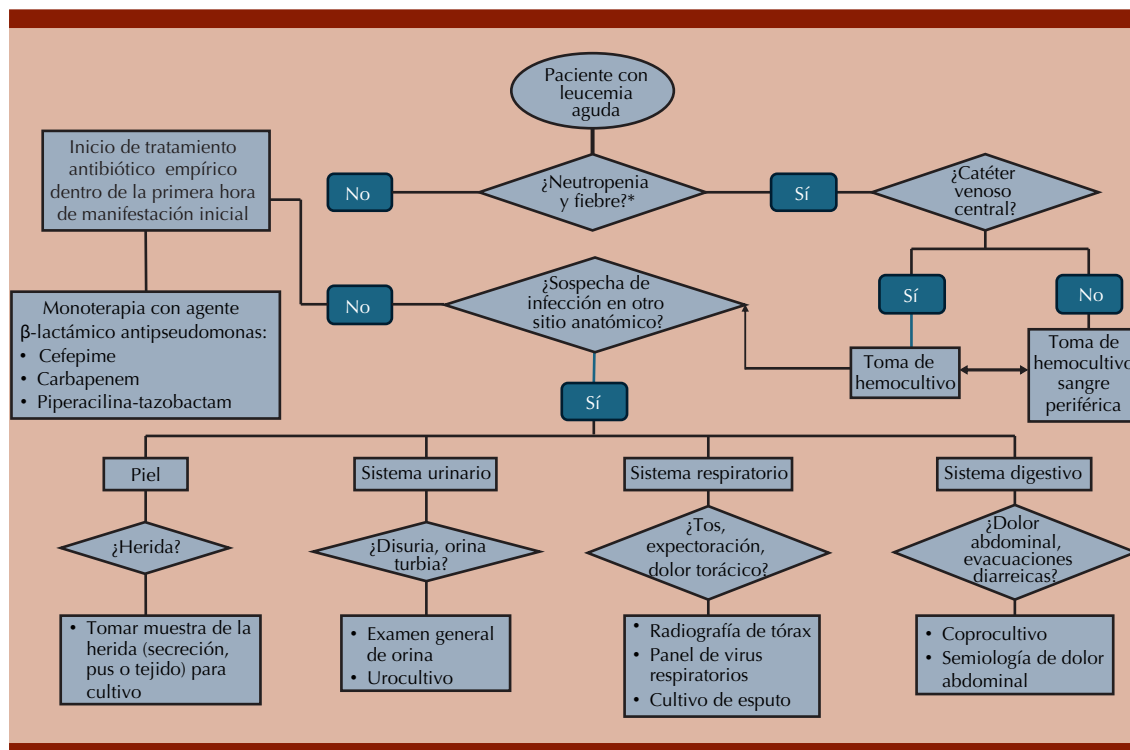 Paciente con
leucemia
aguda
Inicio de tratamiento
antibiótico empírico
dentro de la primera hora
de manifestación inicial
No
¿Neutropenia
y fiebre?*
Sí
¿Catéter
venoso
central?
Monoterapia con agente
β-lactámico antipseudomonas:
• Cefepime
• Carbapenem
• Piperacilina-tazobactam
No
¿Sospecha de
infección en otro
sitio anatómico?
Sí
No
Toma de
hemocultivo
Toma de
hemocultivo
sangre
periférica
Sí
Piel
Sistema urinario
Sistema respiratorio
Sistema digestivo
¿Herida?
¿Disuria, orina
turbia?
¿Tos,
expectoración,
dolor torácico?
¿Dolor
abdominal,
evacuaciones
diarreicas?
• Tomar muestra de la
herida (secreción,
pus o tejido) para
cultivo
• Examen general
de orina
• Urocultivo
• Radiografía de tórax
• Panel de virus
respiratorios
• Cultivo de esputo
• Coprocultivo
• Semiología de dolor
abdominal